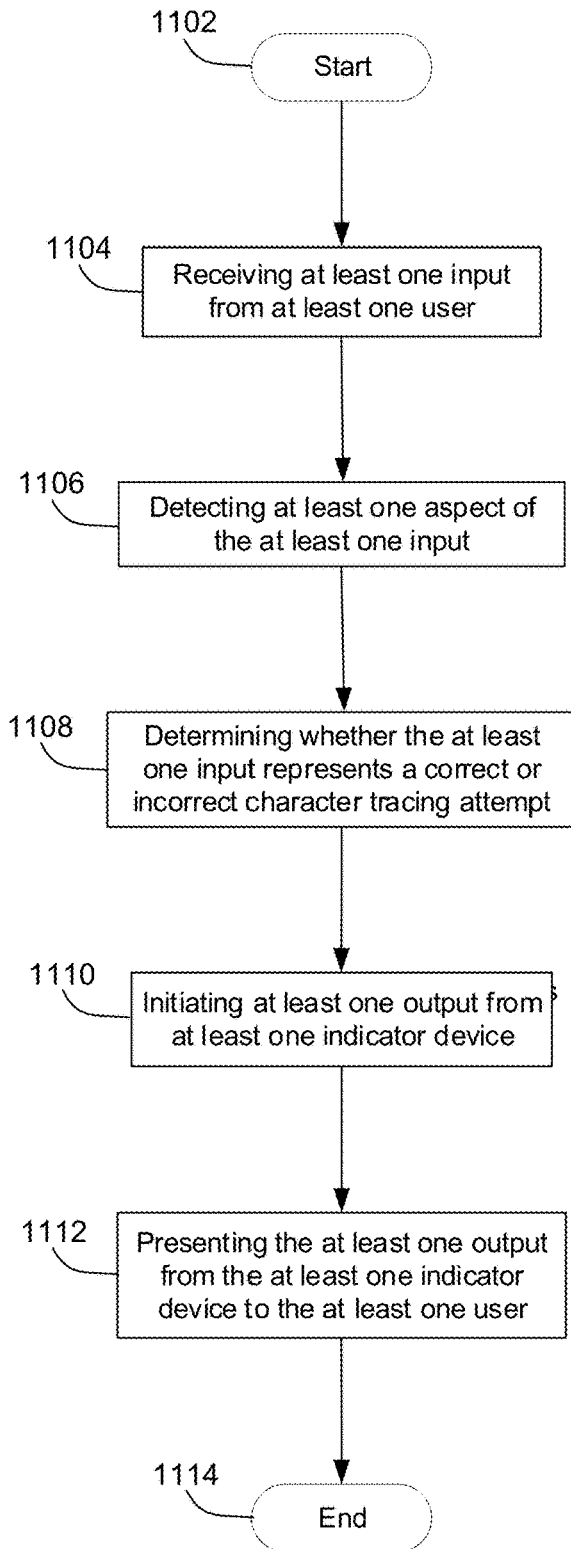 1102
Start
1104
Receiving at least one input
from at least one user
1106
Detecting at least one aspect of
the at least one input
1108
Determining whether the at least
one input represents a correct or
incorrect character tracing attempt
1110
Initiating at least one output from
at least one indicator device
s
1112
Presenting the at least one output
from the at least one indicator
device to the at least one user
1114
End